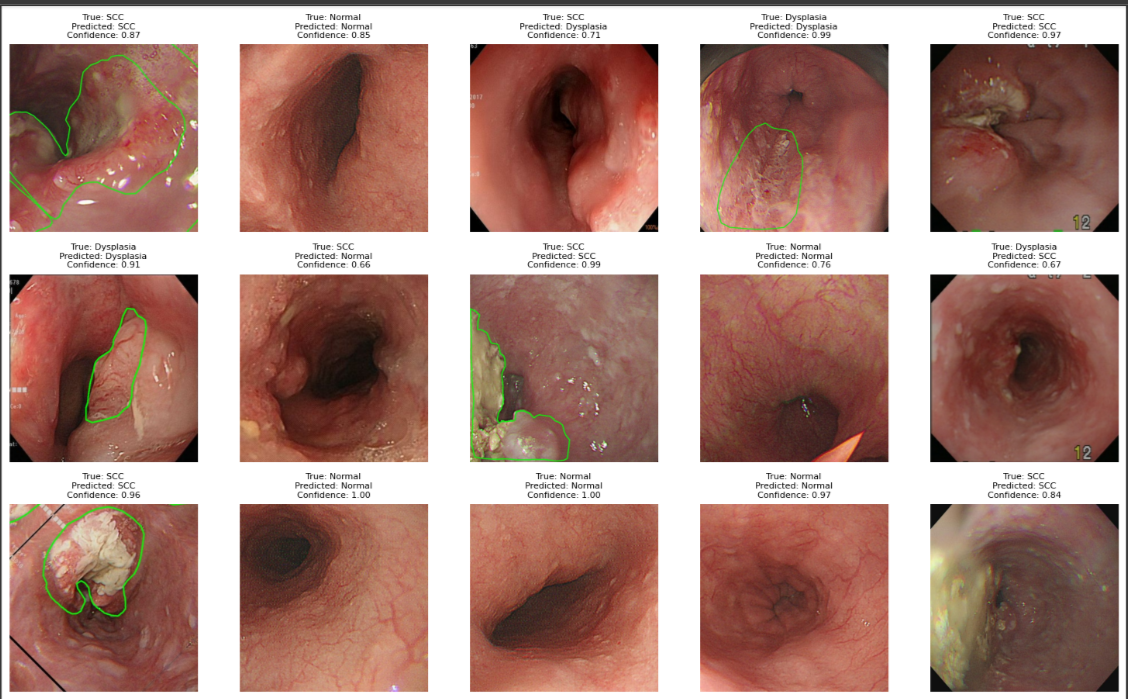 True: SCC
Predicted: SCC
Confidence: 0.87
True: Normal
Predicted: Normal
Confidence: 0.85
True: SCC
Predicted: Dysplasia
Confidence: 0.71
True: Dysplasia
Predicted: Dysplasia
Confidence: 0.99
True: SCC
Predicted: SCC
Confidence: 0.97
12
True: Dysplasia
Predicted: Dysplasia
Confidence: 0.91
True: SCC
Predicted: Normal
Confidence: 0.66
True: SCC
Predicted: SCC
Confidence: 0.99
True: Normal
Predicted: Normal
Confidence: 0.76
True: Dysplasia
Predicted: SCC
Confidence: 0.67
12
True: SCC
Predicted: SCC
Confidence: 0.96
True: Normal
Predicted: Normal
Confidence: 1.00
True: Normal
Predicted: Normal
Confidence: 1.00
True: Normal
Predicted: Normal
Confidence: 0.97
True: SCC
Predicted: SCC
Confidence: 0.84